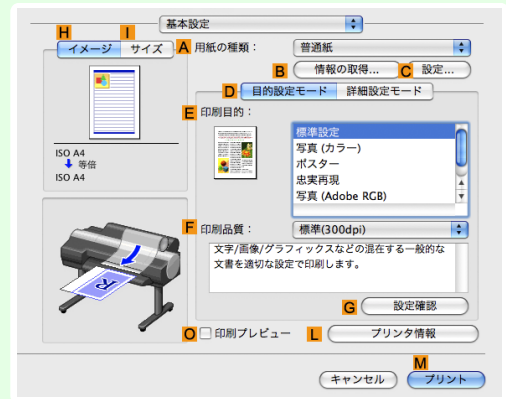 基本設定
H I
イメージ サイズ
A 用紙の種類： 普通紙
B 情報の取得... C 設定...
D 目的設定モード 詳細設定モード
E 印刷目的：
標準設定
写真 (カラー)
ポスター
忠実再現
写真 (Adobe RGB)
ISO A4
等倍
ISO A4
F 印刷品質： 標準(300dpi)
文字/画像/グラフィックスなどの混在する一般的な
文書を適切な設定で印刷します。
R
G 設定確認
O 印刷プレビュー L プリンタ情報
M
キャンセル プリント